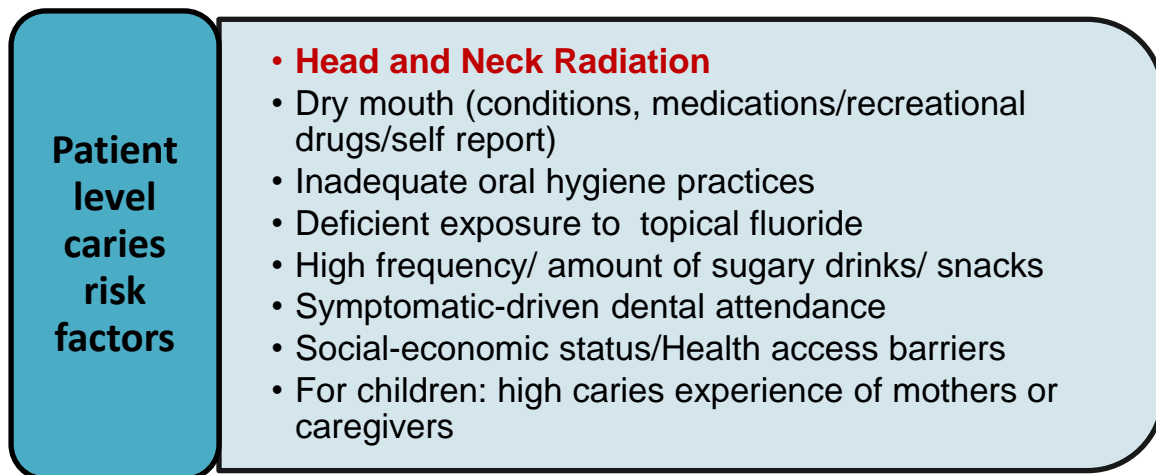 Patient
level
caries
risk
factors
• Head and Neck Radiation
• Dry mouth (conditions, medications/recreational
drugs/self report)
• Inadequate oral hygiene practices
• Deficient exposure to  topical fluoride
• High frequency/ amount of sugary drinks/ snacks
• Symptomatic-driven dental attendance
• Social-economic status/Health access barriers
• For children: high caries experience of mothers or
caregivers